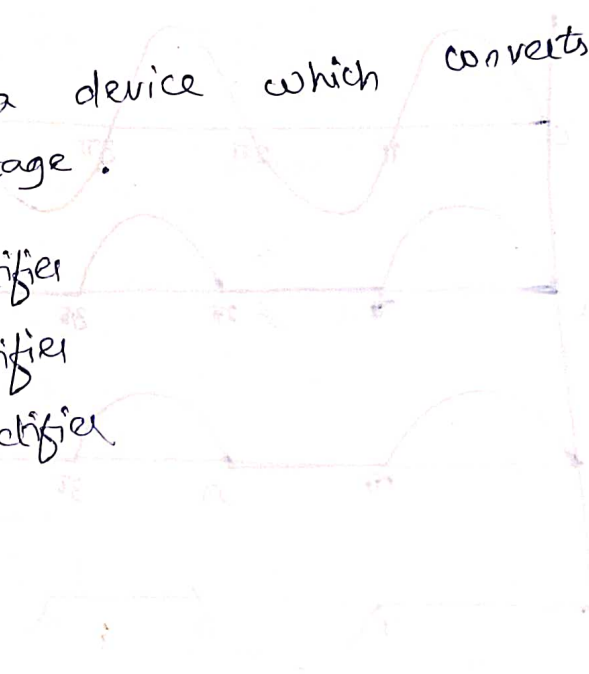 a device which converts
age.
ifier
ifier
ctifier